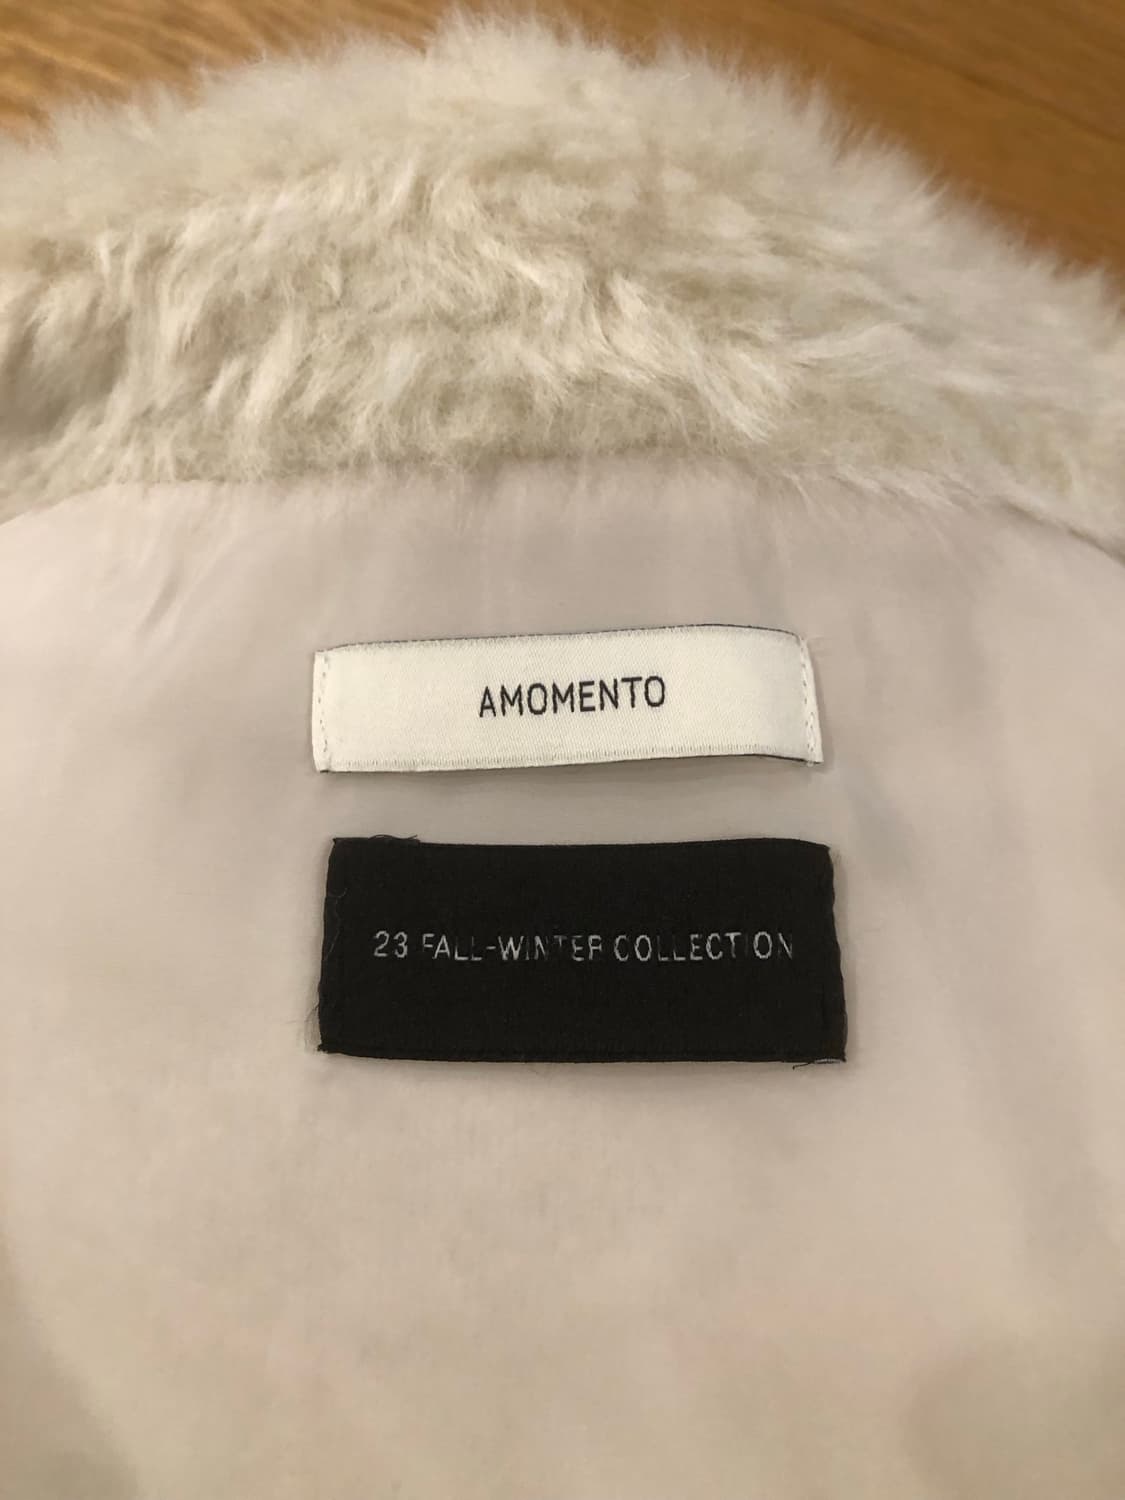 AMOMENTO
23 FALL-WINTER COLLECTION